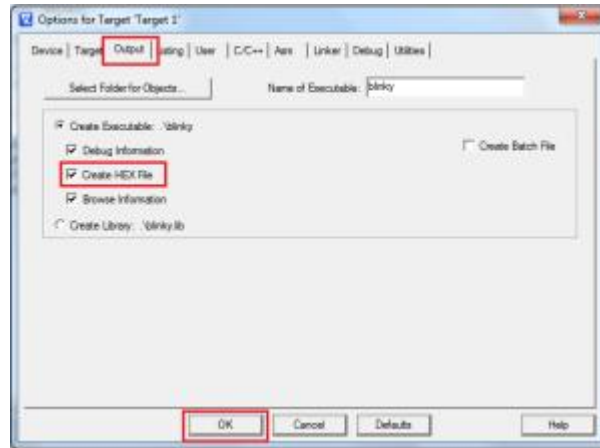 Options for Target 'Target 1'
Device | Target Output Listing | User | C/C++ | Asm | Linker | Debug | Utilities |
Select Folder for Objects... Name of Executable: blinky
Create Executable: .\blinky
Debug Information Create Batch File
Create HEX File
Browse Information
Create Library: .\blinky.lib
OK Cancel Defaults Help